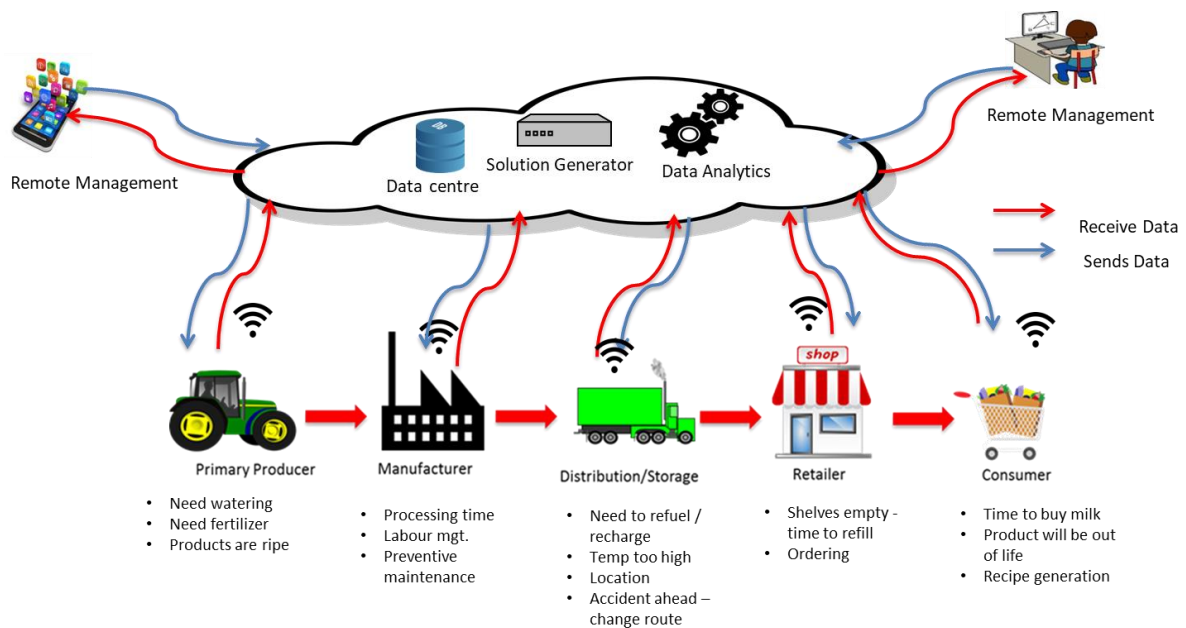 Remote Management
DB
Data centre
Solution Generator
Data Analytics
Remote Management
Receive Data
Sends Data
shop
Primary Producer
Manufacturer
Distribution/Storage
Retailer
Consumer
• Need watering
• Need fertilizer
• Products are ripe
• Processing time
• Labour mgt.
• Preventive
maintenance
• Need to refuel /
recharge
• Temp too high
• Location
• Accident ahead –
change route
• Shelves empty -
time to refill
• Ordering
• Time to buy milk
• Product will be out
of life
• Recipe generation